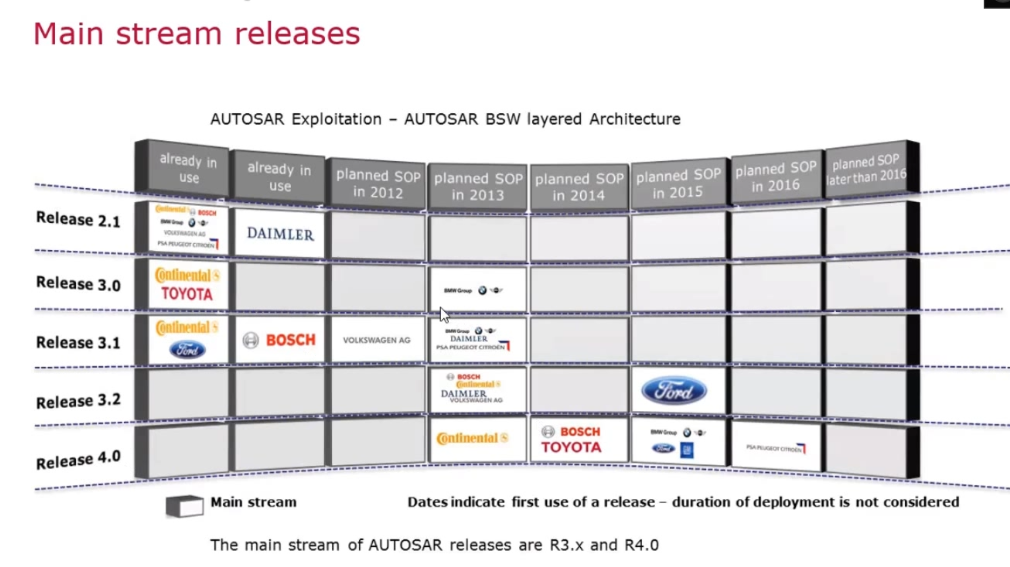 Main stream releases
AUTOSAR Exploitation – AUTOSAR BSW layered Architecture
already in use
already in use
planned SOP in 2012
planned SOP in 2013
planned SOP in 2014
planned SOP in 2015
planned SOP in 2016
planned SOP later than 2016
Release 2.1
Continental BOSCH
BMW Group
VOLKSWAGEN AG
PSA PEUGEOT CITROËN
DAIMLER
Release 3.0
Continental
TOYOTA
BMW Group
Release 3.1
Continental
Ford
BOSCH
VOLKSWAGEN AG
BMW Group
DAIMLER
PSA PEUGEOT CITROËN
Release 3.2
BOSCH
Continental
DAIMLER
VOLKSWAGEN AG
Ford
Release 4.0
Continental
BOSCH
TOYOTA
BMW Group
Ford
PSA PEUGEOT CITROËN
Main stream
Dates indicate first use of a release – duration of deployment is not considered
The main stream of AUTOSAR releases are R3.x and R4.0